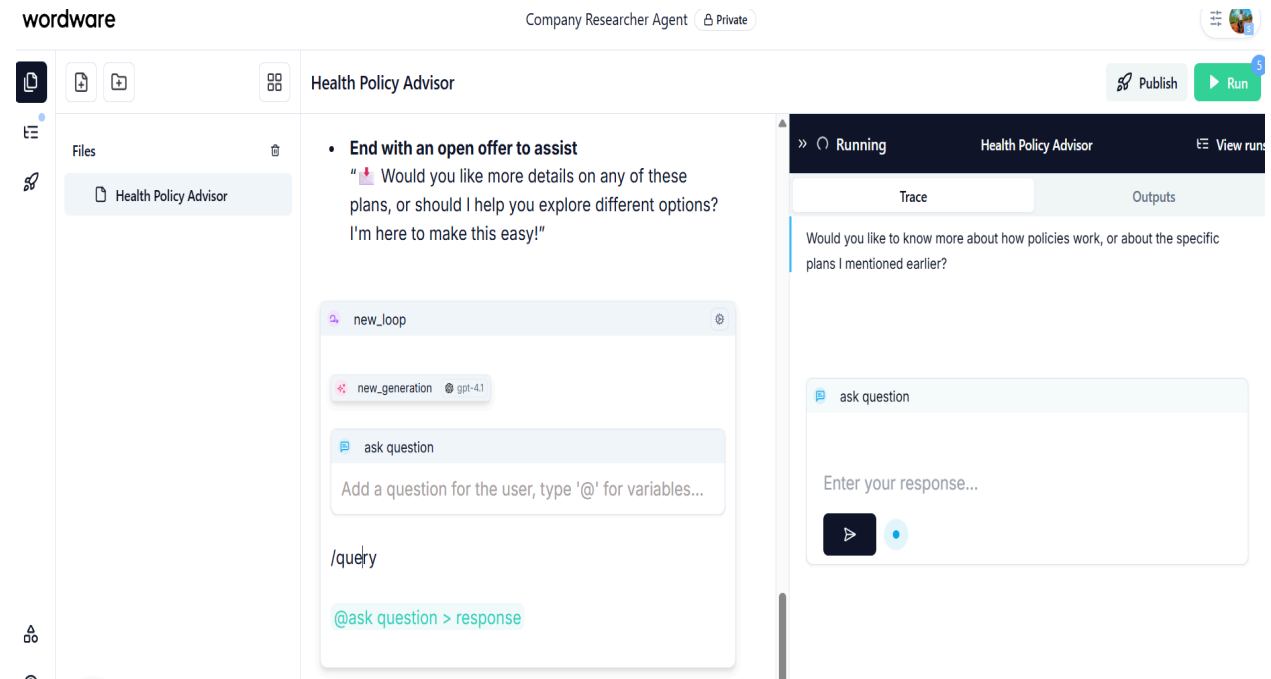 wordware
Company Researcher Agent
Private
5
Health Policy Advisor
Publish
Run
Files
Health Policy Advisor
• End with an open offer to assist
“📩 Would you like more details on any of these
plans, or should I help you explore different options?
I'm here to make this easy!”
new_loop
new_generation gpt-4.1
ask question
Add a question for the user, type '@' for variables...
/query
@ask question > response
Running
Health Policy Advisor
View runs
Trace
Outputs
Would you like to know more about how policies work, or about the specific
plans I mentioned earlier?
ask question
Enter your response...